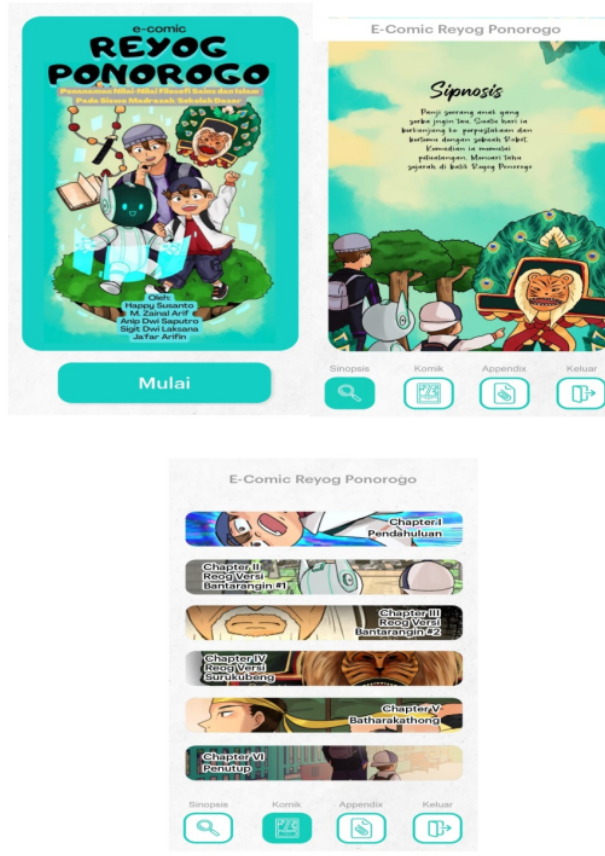 e-comic
REYOG
PONOROGO
Penanaman Nilai-Nilai Filosofi Sains dan Islam
Pada Siswa Madrasah Sekolah Dasar
Oleh:
Happy Susanto
M. Zainal Arif
Anip Dwi Saputro
Sigit Dwi Laksana
Ja'far Arifin
Mulai
E-Comic Reyog Ponorogo
Sipnosis
Panji seorang anak yang
serba ingin tau. Suatu hari ia
berkunjung ke perpustakaan dan
bertemu dengan sebuah Robot.
Kemudian ia memulai
petualangan. Mencari tahu
sejarah di balik Reyog Ponorogo
Sinopsis
Komik
Appendix
Keluar
E-Comic Reyog Ponorogo
Chapter I
Pendahuluan
Chapter II
Reog Versi
Bantarangin #1
Chapter III
Reog Versi
Bantarangin #2
Chapter IV
Reog Versi
Surukubeng
Chapter V
Batharakathong
Chapter VI
Penutup
Sinopsis
Komik
Appendix
Keluar